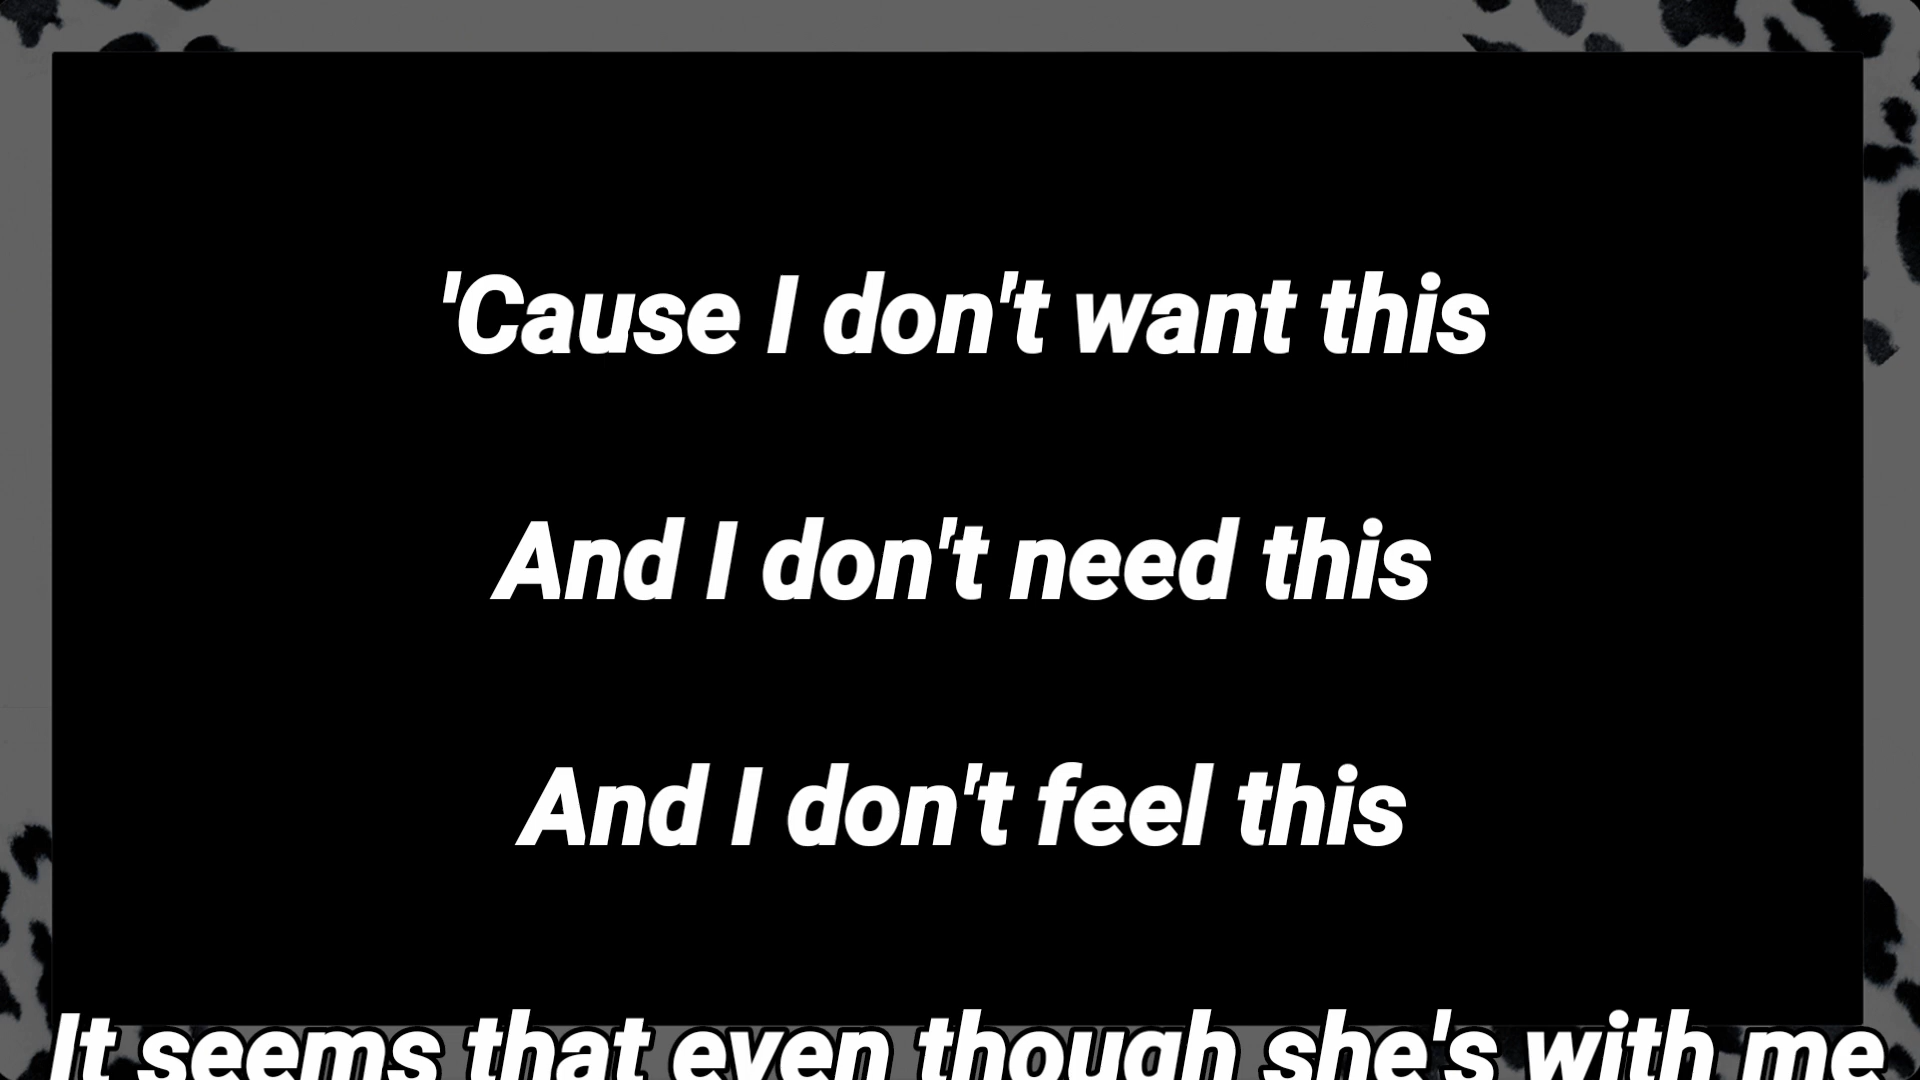 'Cause I don't want this
And I don't need this
And I don't feel this
It seems that even though she's with me